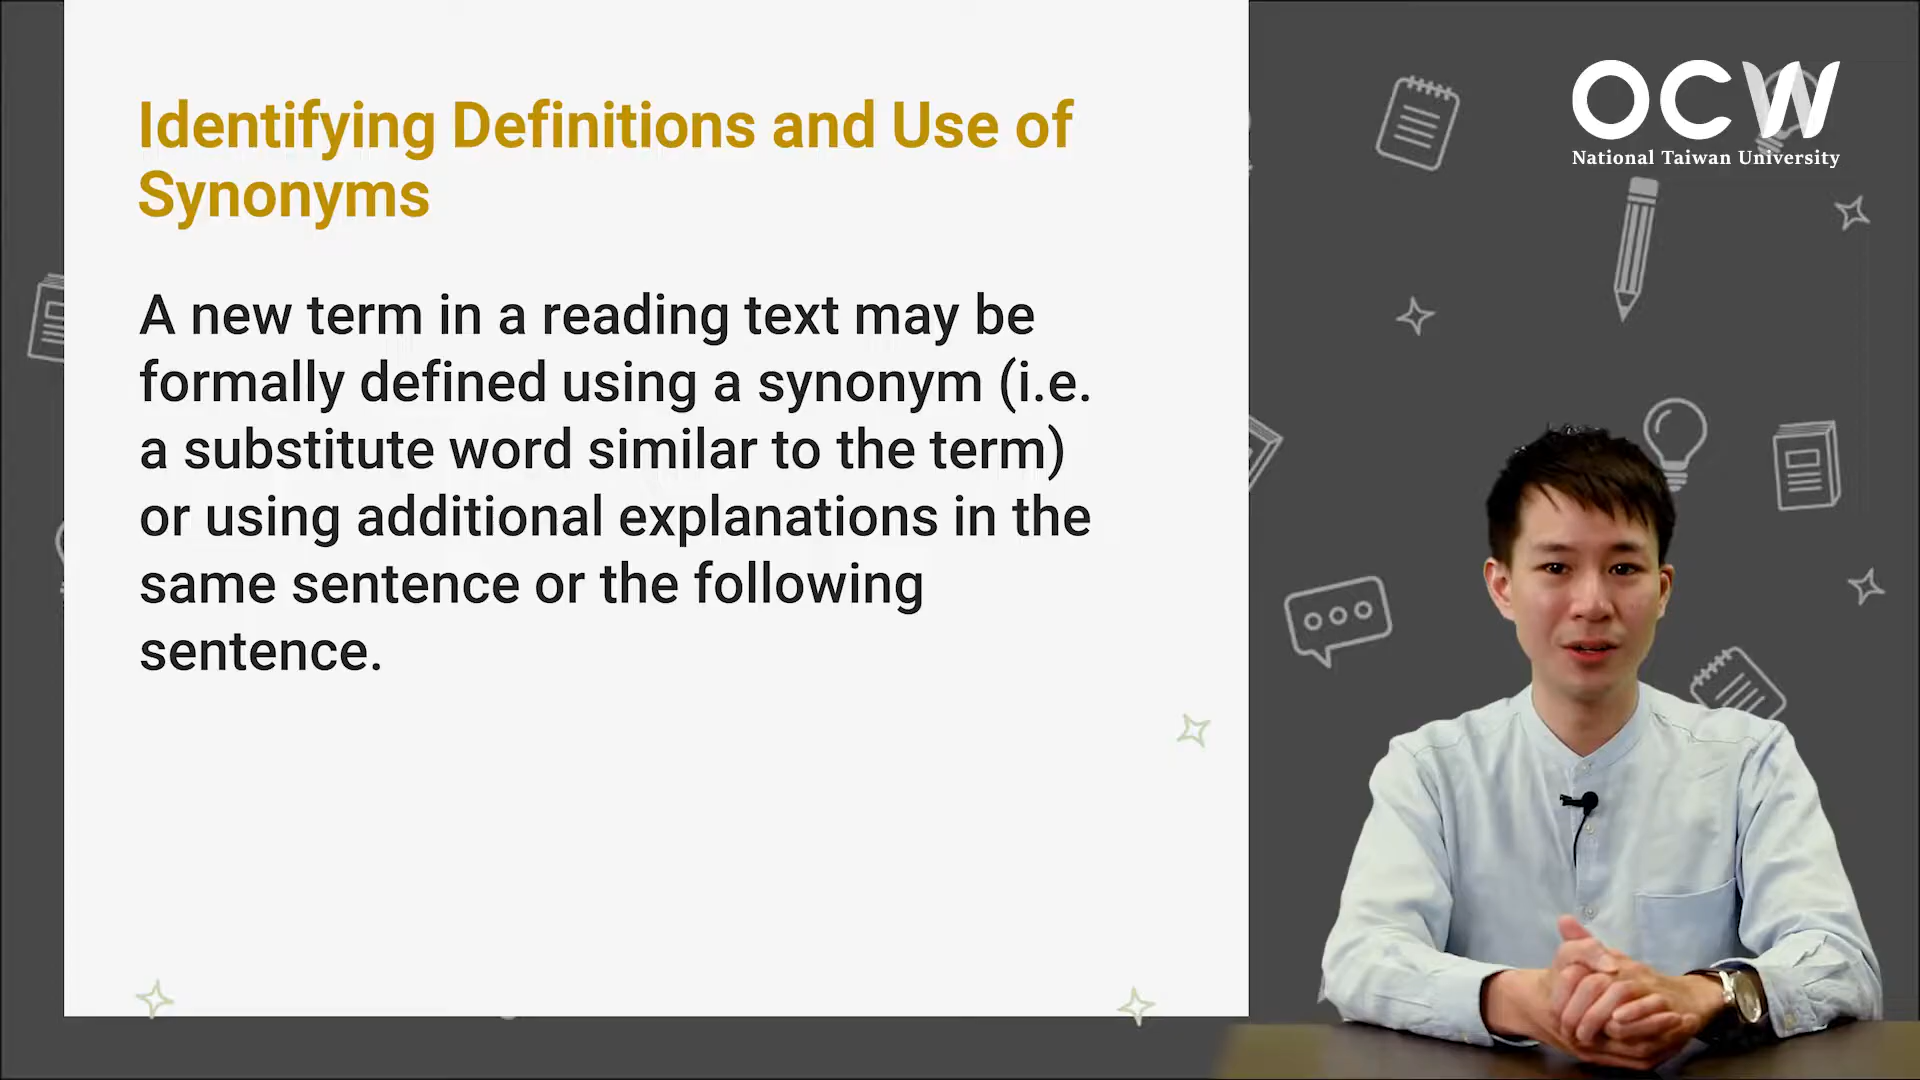 Identifying Definitions and Use of
Synonyms
A new term in a reading text may be
formally defined using a synonym (i.e.
a substitute word similar to the term)
or using additional explanations in the
same sentence or the following
sentence.
OCW
National Taiwan University